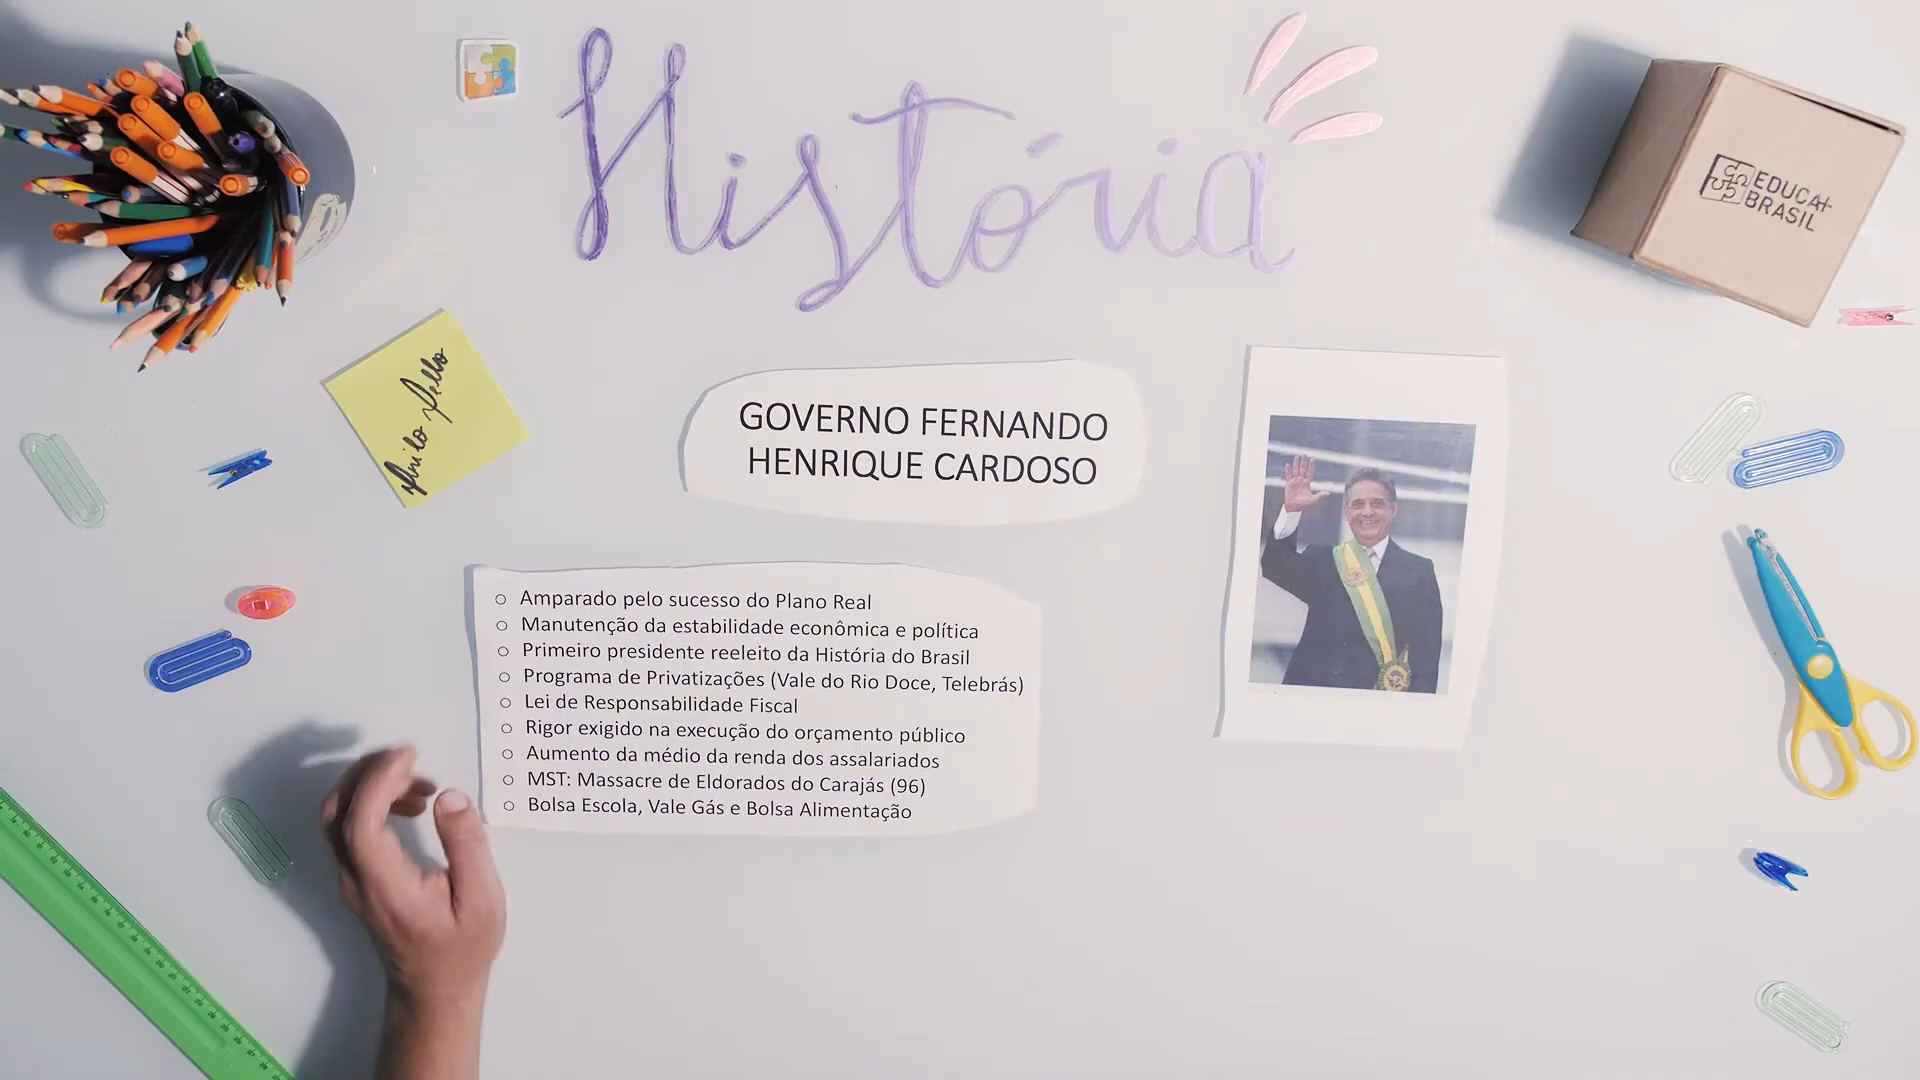 História
EDUCA+
BRASIL
GOVERNO FERNANDO
HENRIQUE CARDOSO
o Amparado pelo sucesso do Plano Real
o Manutenção da estabilidade econômica e política
o Primeiro presidente reeleito da História do Brasil
o Programa de Privatizações (Vale do Rio Doce, Telebrás)
o Lei de Responsabilidade Fiscal
o Rigor exigido na execução do orçamento público
o Aumento da médio da renda dos assalariados
o MST: Massacre de Eldorados do Carajás (96)
o Bolsa Escola, Vale Gás e Bolsa Alimentação